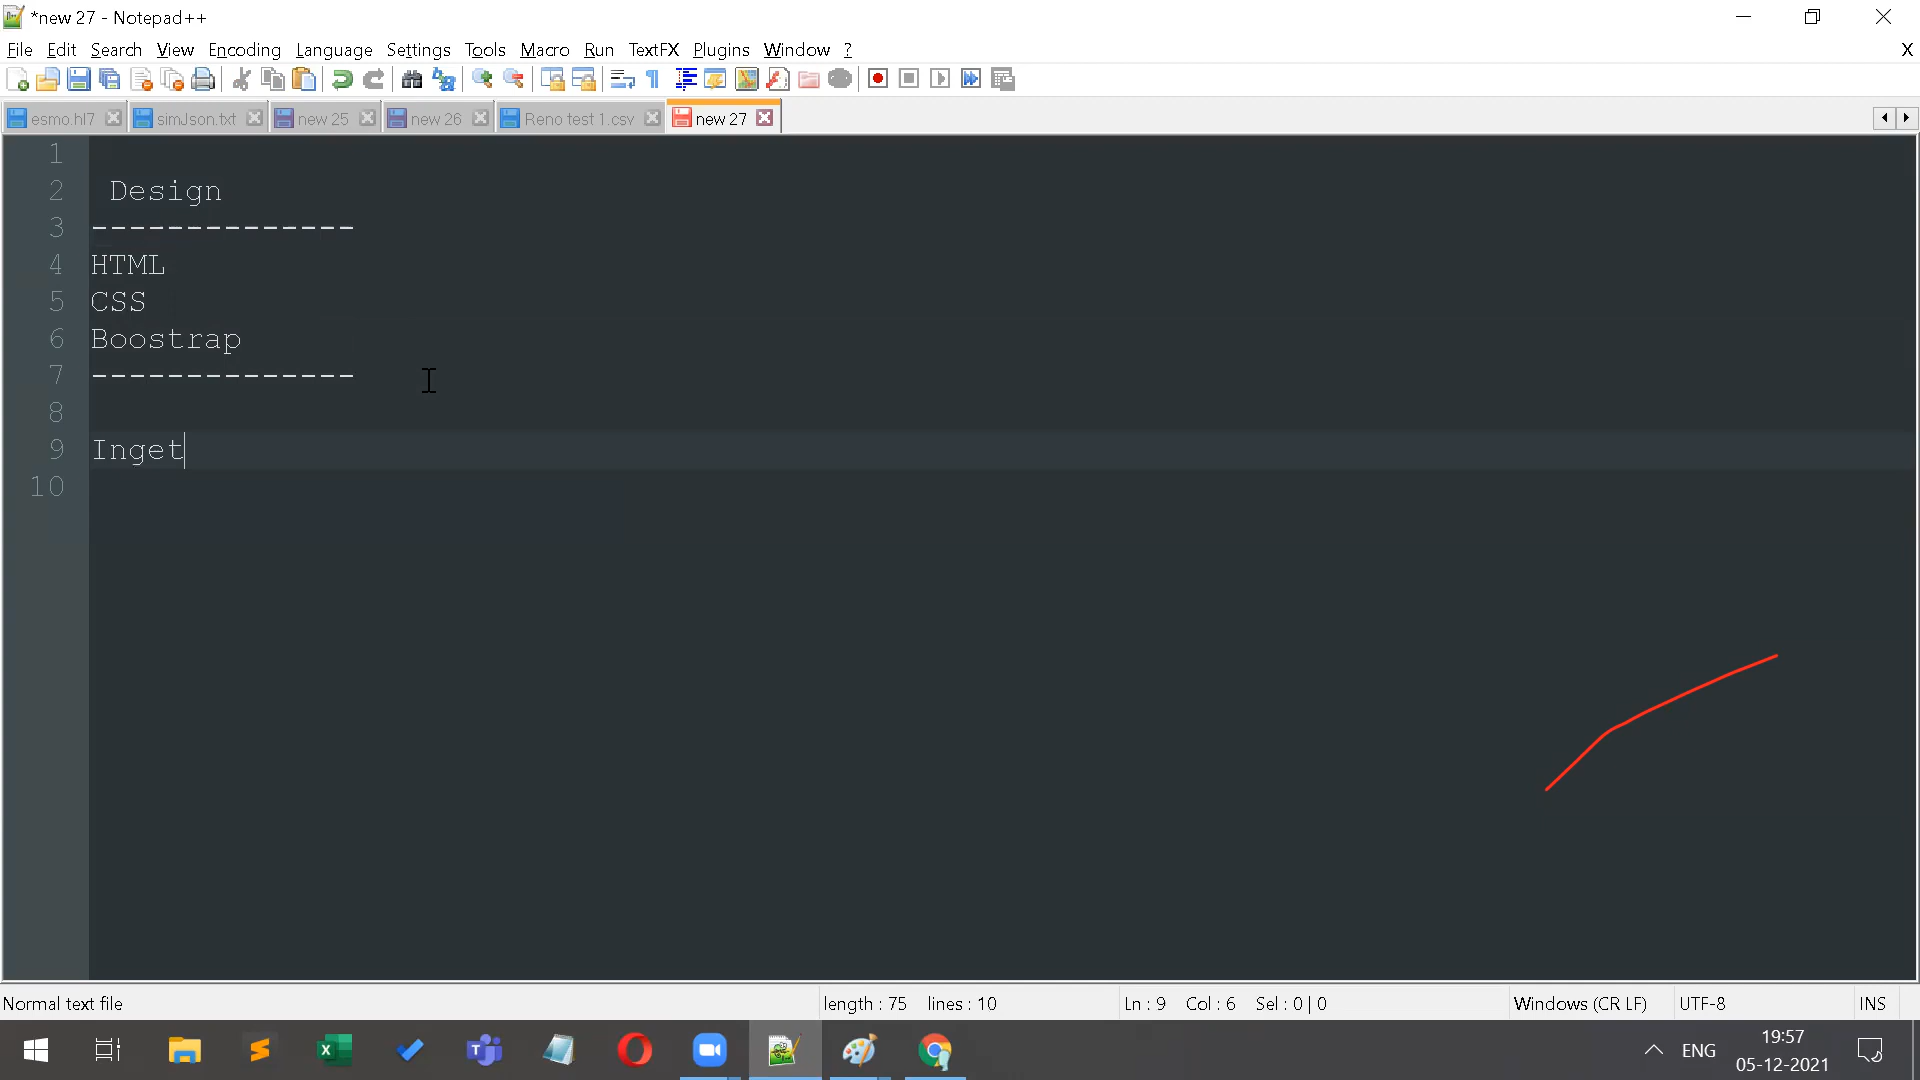 *new 27 - Notepad++
File Edit Search View Encoding Language Settings Tools Macro Run TextFX Plugins Window ? X
esmo.hl7 simJson.txt new 25 new 26 Reno test 1.csv new 27
1
2 Design
3 --------------
4 HTML
5 CSS
6 Boostrap
7 --------------
8
9 Inget
10
Normal text file length : 75 lines : 10 Ln : 9 Col : 6 Sel : 0 | 0 Windows (CR LF) UTF-8 INS
ENG 19:57
05-12-2021